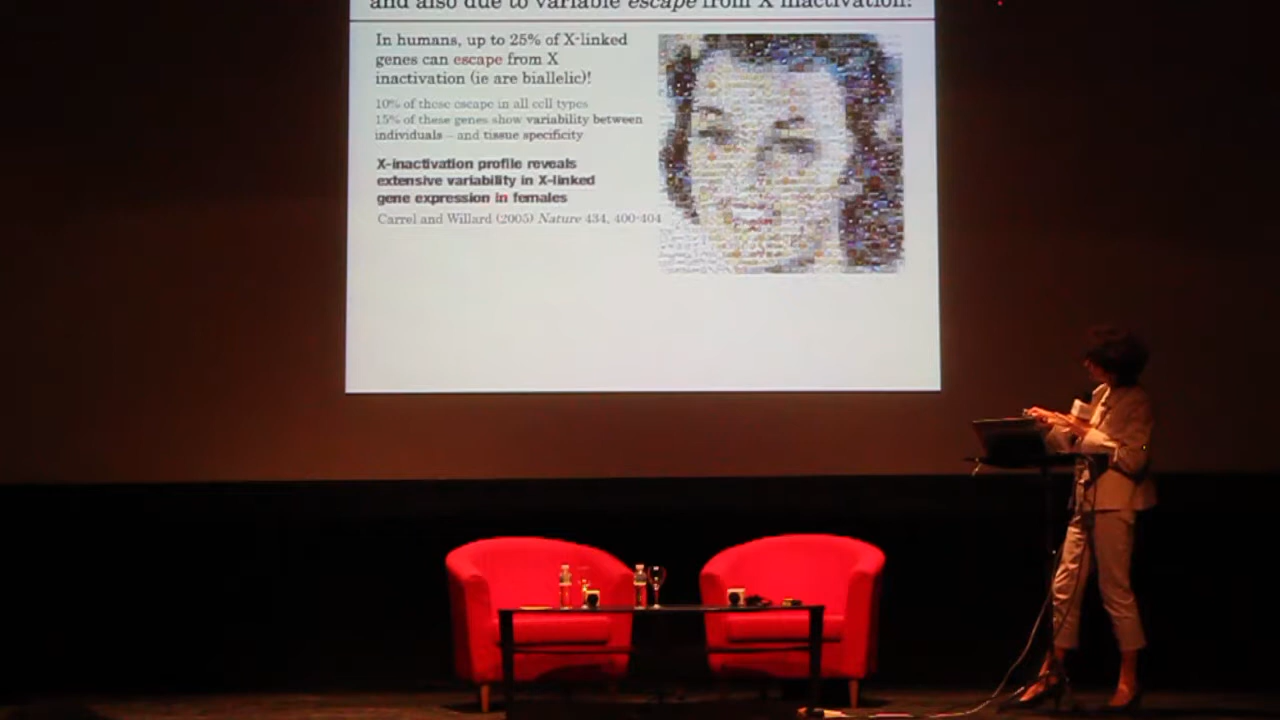 and also due to variable escape from X inactivation!
In humans, up to 25% of X-linked
genes can escape from X
inactivation (ie are biallelic)!
10% of these escape in all cell types
15% of these genes show variability between
individuals – and tissue specificity
X-inactivation profile reveals
extensive variability in X-linked
gene expression in females
Carrel and Willard (2005) Nature 434, 400-404